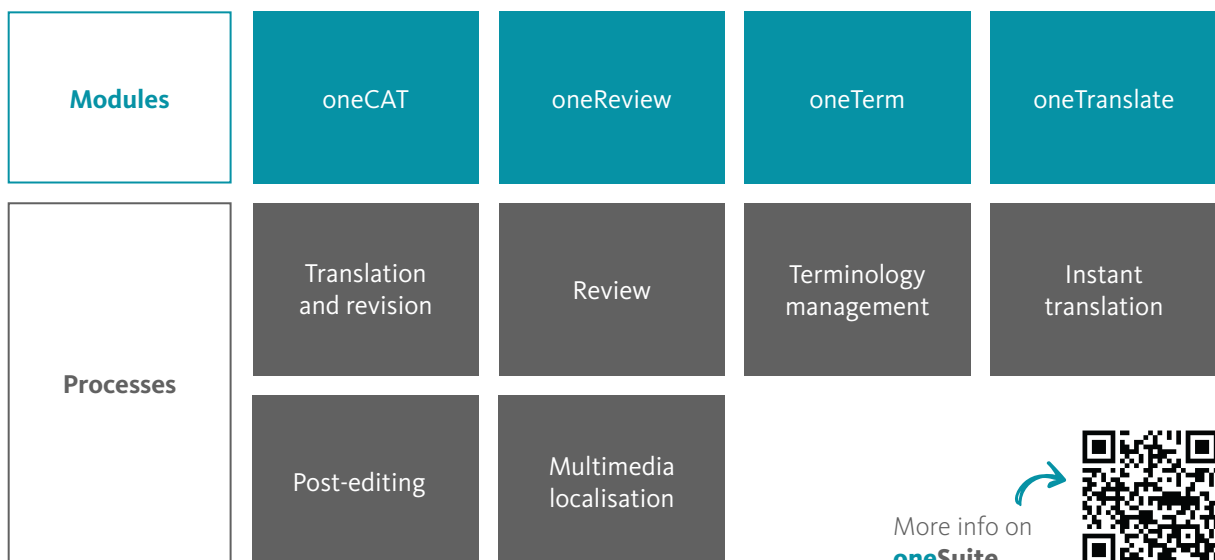 Modules
oneCAT
oneReview
oneTerm
oneTranslate
Processes
Translation
and revision
Review
Terminology
management
Instant
translation
Post-editing
Multimedia
localisation
More info on
oneSuite